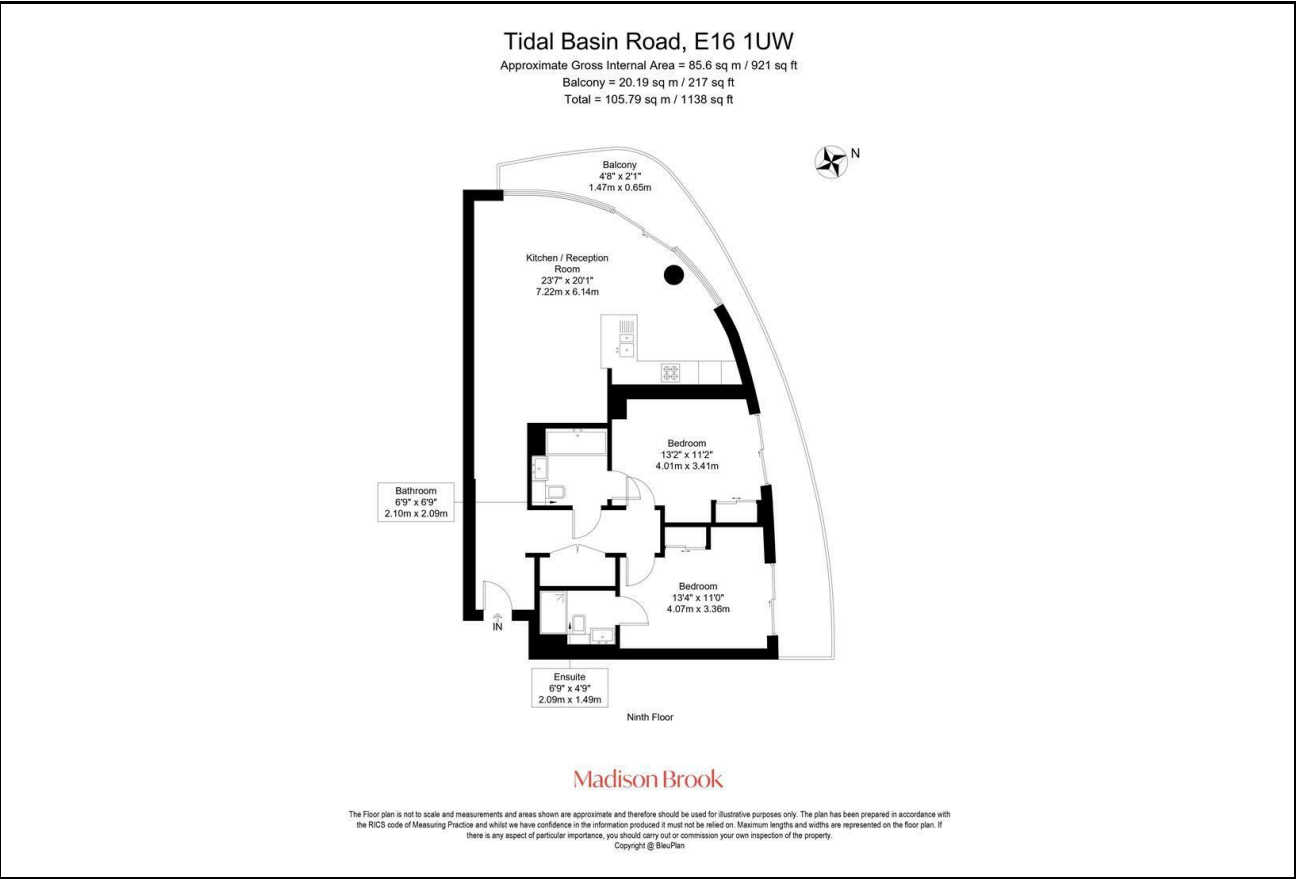 Tidal Basin Road, E16 1UW
Approximate Gross Internal Area = 85.6 sq m / 921 sq ft
Balcony = 20.19 sq m / 217 sq ft
Total = 105.79 sq m / 1138 sq ft
N
Balcony
4'8" x 2'1"
1.47m x 0.65m
Kitchen / Reception
Room
23'7" x 20'1"
7.22m x 6.14m
Bedroom
13'2" x 11'2"
4.01m x 3.41m
Bathroom
6'9" x 6'9"
2.10m x 2.09m
Bedroom
13'4" x 11'0"
4.07m x 3.36m
IN
Ensuite
6'9" x 4'9"
2.09m x 1.49m
Ninth Floor
Madison Brook
The Floor plan is not to scale and measurements and areas shown are approximate and therefore should be used for illustrative purposes only. The plan has been prepared in accordance with
the RICS code of Measuring Practice and whilst we have confidence in the information produced it must not be relied on. Maximum lengths and widths are represented on the floor plan. If
there is any aspect of particular importance, you should carry out or commission your own inspection of the property.
Copyright @ BleuPlan